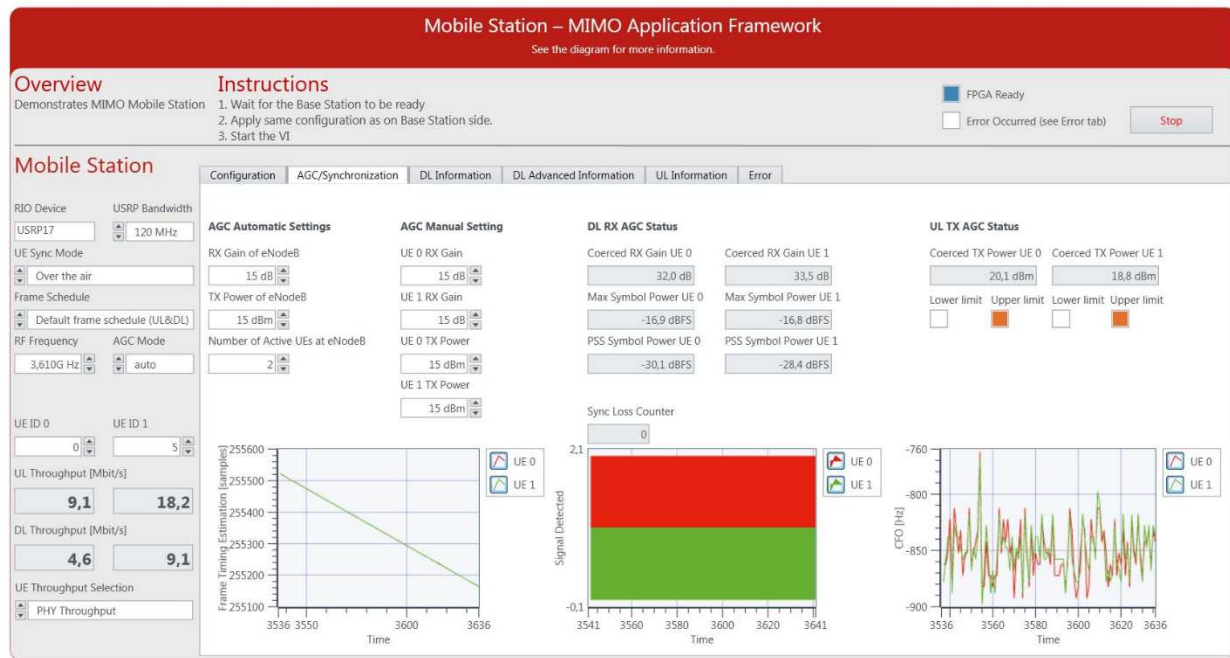 Mobile Station – MIMO Application Framework
See the diagram for more information.
Overview
Demonstrates MIMO Mobile Station
Instructions
1. Wait for the Base Station to be ready
2. Apply same configuration as on Base Station side.
3. Start the VI
FPGA Ready
Error Occurred (see Error tab)
Stop
Mobile Station
RIO Device
USRP Bandwidth
USRP17
120 MHz
UE Sync Mode
Over the air
Frame Schedule
Default frame schedule (UL&DL)
RF Frequency
AGC Mode
3,610G Hz
auto
UE ID 0
UE ID 1
0
5
UL Throughput [Mbit/s]
9,1
18,2
DL Throughput [Mbit/s]
4,6
9,1
UE Throughput Selection
PHY Throughput
Configuration
AGC/Synchronization
DL Information
DL Advanced Information
UL Information
Error
AGC Automatic Settings
RX Gain of eNodeB
15 dB
TX Power of eNodeB
15 dBm
Number of Active UEs at eNodeB
2
AGC Manual Setting
UE 0 RX Gain
15 dB
UE 1 RX Gain
15 dB
UE 0 TX Power
15 dBm
UE 1 TX Power
15 dBm
DL RX AGC Status
Coerced RX Gain UE 0
Coerced RX Gain UE 1
32,0 dB
33,5 dB
Max Symbol Power UE 0
Max Symbol Power UE 1
-16,9 dBFS
-16,8 dBFS
PSS Symbol Power UE 0
PSS Symbol Power UE 1
-30,1 dBFS
-28,4 dBFS
Sync Loss Counter
0
UL TX AGC Status
Coerced TX Power UE 0
Coerced TX Power UE 1
20,1 dBm
18,8 dBm
Lower limit
Upper limit
Lower limit
Upper limit
Frame Timing Estimation [samples]
255600
255500
255400
255300
255200
255100
3536
3550
3600
3636
Time
UE 0
UE 1
Signal Detected
2,1
-0,1
3541
3560
3580
3600
3620
3641
Time
UE 0
UE 1
CFO [Hz]
-760
-800
-850
-900
3536
3560
3580
3600
3620
3636
Time
UE 0
UE 1